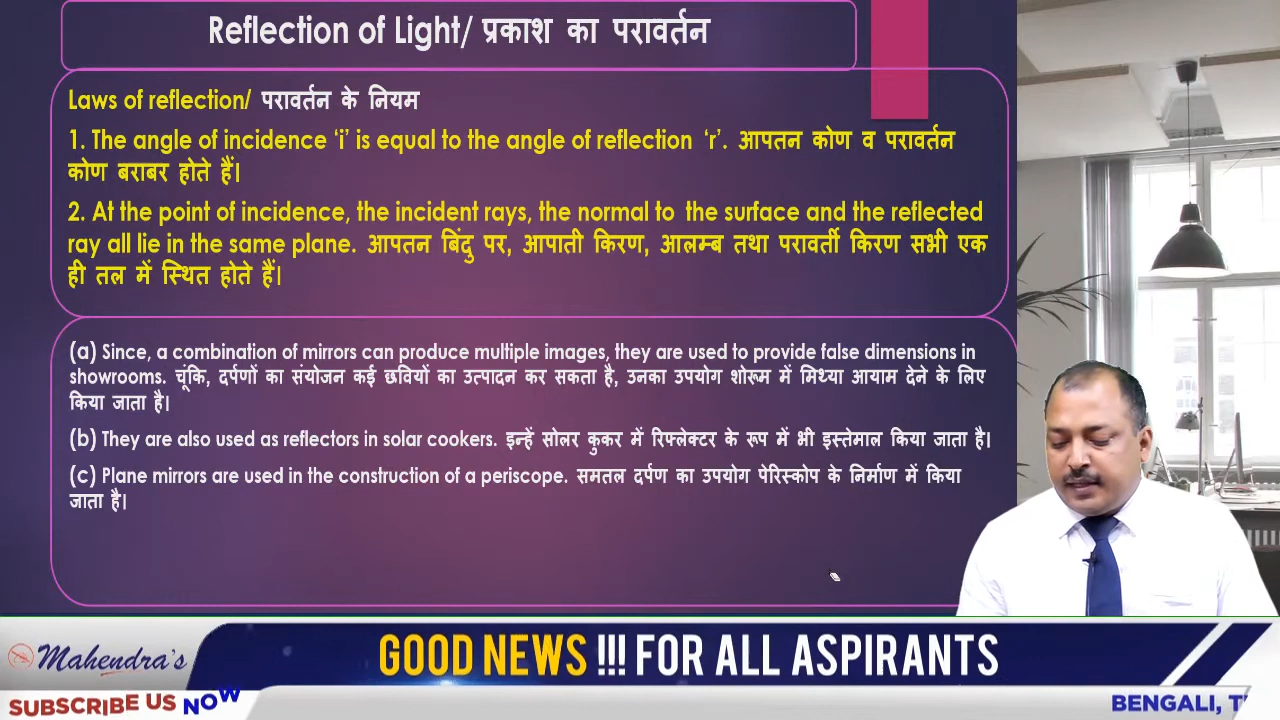 Reflection of Light/ प्रकाश का परावर्तन
Laws of reflection/ परावर्तन के नियम
1. The angle of incidence ‘i’ is equal to the angle of reflection ‘r’. आपतन कोण व परावर्तन
कोण बराबर होते हैं।
2. At the point of incidence, the incident rays, the normal to the surface and the reflected
ray all lie in the same plane. आपतन बिंदु पर, आपाती किरण, आलम्ब तथा परावर्ती किरण सभी एक
ही तल में स्थित होते हैं।
(a) Since, a combination of mirrors can produce multiple images, they are used to provide false dimensions in
showrooms. चूंकि, दर्पणों का संयोजन कई छवियों का उत्पादन कर सकता है, उनका उपयोग शोरूम में मिथ्या आयाम देने के लिए
किया जाता है।
(b) They are also used as reflectors in solar cookers. इन्हें सोलर कुकर में रिफ्लेक्टर के रूप में भी इस्तेमाल किया जाता है।
(c) Plane mirrors are used in the construction of a periscope. समतल दर्पण का उपयोग पेरिस्कोप के निर्माण में किया
जाता है।
Mahendra's
GOOD NEWS !!! FOR ALL ASPIRANTS
SUBSCRIBE US NOW
BENGALI,